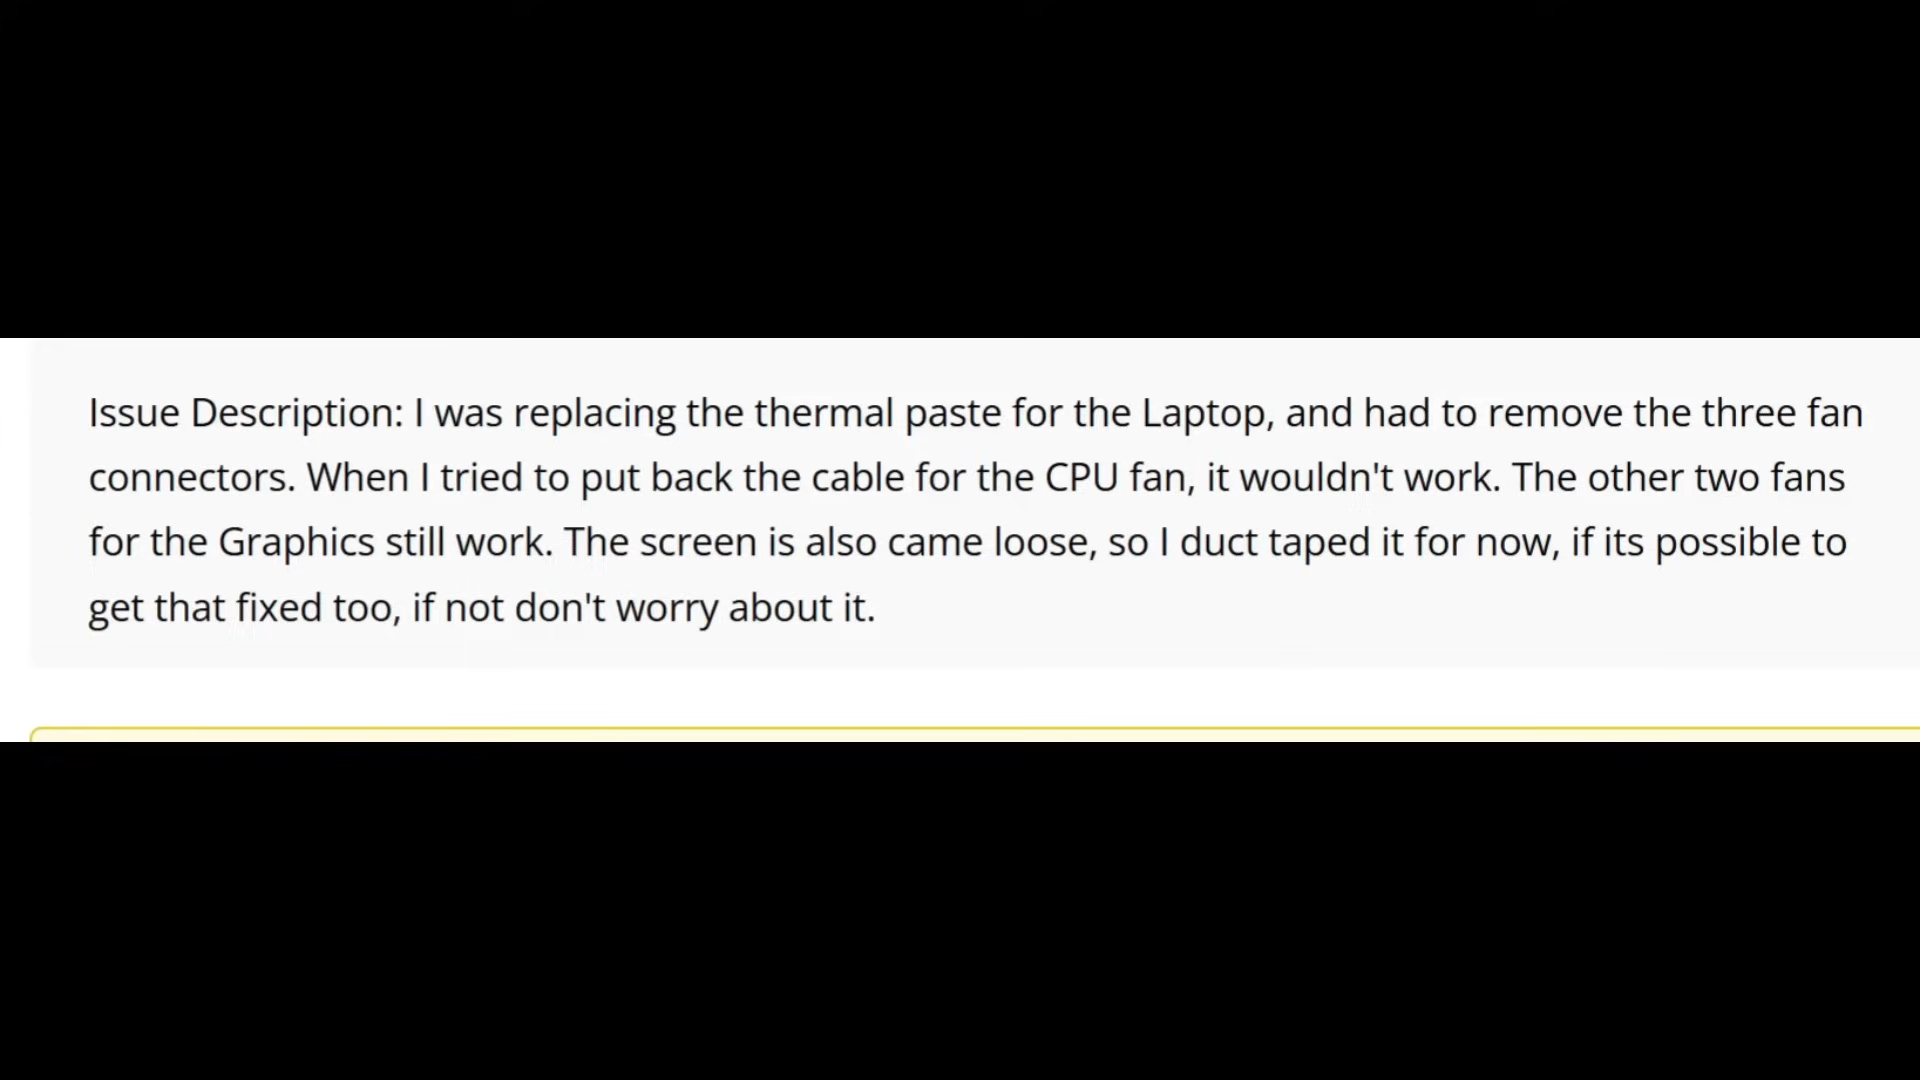 Issue Description: I was replacing the thermal paste for the Laptop, and had to remove the three fan
connectors. When I tried to put back the cable for the CPU fan, it wouldn't work. The other two fans
for the Graphics still work. The screen is also came loose, so I duct taped it for now, if its possible to
get that fixed too, if not don't worry about it.